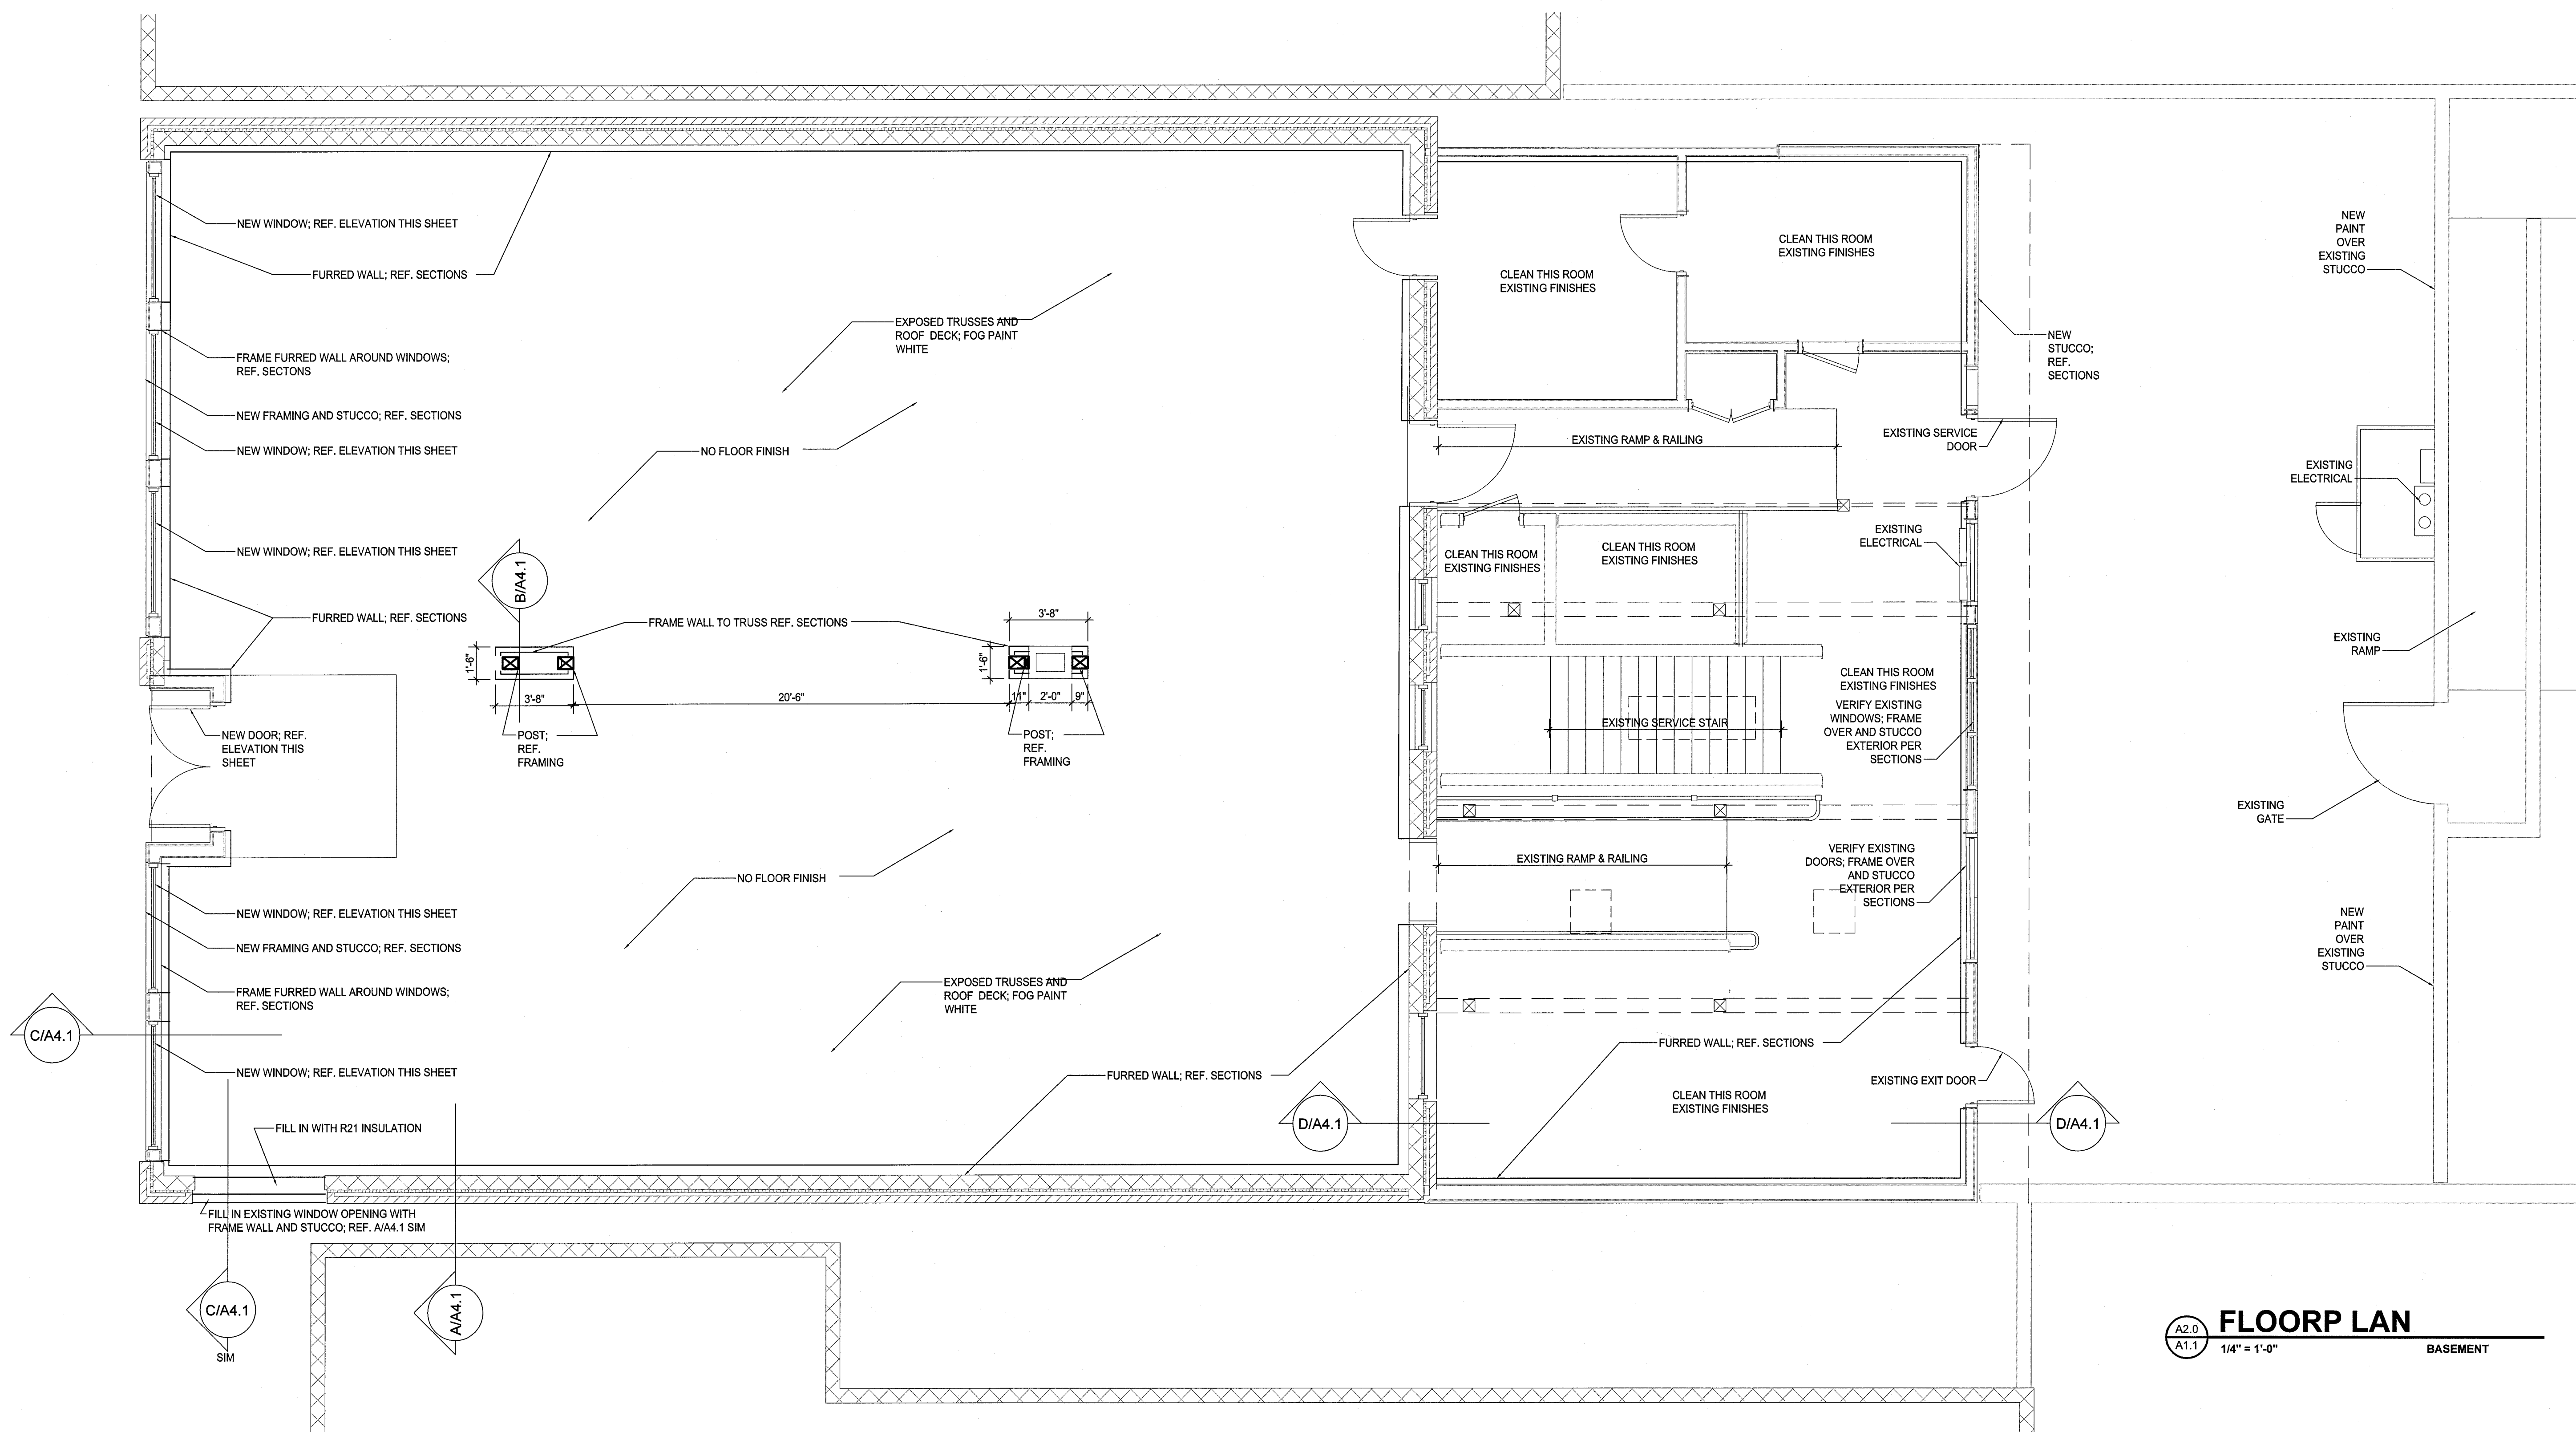 NEW WINDOW; REF. ELEVATION THIS SHEET
FURRED WALL; REF. SECTIONS
FRAME FURRED WALL AROUND WINDOWS;
REF. SECTONS
NEW FRAMING AND STUCCO; REF. SECTIONS
NEW WINDOW; REF. ELEVATION THIS SHEET
NEW WINDOW; REF. ELEVATION THIS SHEET
FURRED WALL; REF. SECTIONS
NEW DOOR; REF.
ELEVATION THIS
SHEET
NEW WINDOW; REF. ELEVATION THIS SHEET
NEW FRAMING AND STUCCO; REF. SECTIONS
FRAME FURRED WALL AROUND WINDOWS;
REF. SECTIONS
C/A4.1
NEW WINDOW; REF. ELEVATION THIS SHEET
FILL IN WITH R21 INSULATION
FILL IN EXISTING WINDOW OPENING WITH
FRAME WALL AND STUCCO; REF. A/A4.1 SIM
C/A4.1
SIM
A/A4.1
EXPOSED TRUSSES AND
ROOF DECK; FOG PAINT
WHITE
NO FLOOR FINISH
B/A4.1
FRAME WALL TO TRUSS REF. SECTIONS
1'-6"
3'-8"
20'-6"
3'-8"
1'-6"
11"
2'-0"
9"
POST;
REF.
FRAMING
POST;
REF.
FRAMING
NO FLOOR FINISH
EXPOSED TRUSSES AND
ROOF DECK; FOG PAINT
WHITE
FURRED WALL; REF. SECTIONS
D/A4.1
CLEAN THIS ROOM
EXISTING FINISHES
CLEAN THIS ROOM
EXISTING FINISHES
EXISTING RAMP & RAILING
EXISTING SERVICE
DOOR
NEW
STUCCO;
REF.
SECTIONS
CLEAN THIS ROOM
EXISTING FINISHES
CLEAN THIS ROOM
EXISTING FINISHES
EXISTING
ELECTRICAL
CLEAN THIS ROOM
EXISTING FINISHES
EXISTING SERVICE STAIR
VERIFY EXISTING
WINDOWS; FRAME
OVER AND STUCCO
EXTERIOR PER
SECTIONS
EXISTING RAMP & RAILING
VERIFY EXISTING
DOORS; FRAME OVER
AND STUCCO
EXTERIOR PER
SECTIONS
FURRED WALL; REF. SECTIONS
EXISTING EXIT DOOR
CLEAN THIS ROOM
EXISTING FINISHES
D/A4.1
NEW
PAINT
OVER
EXISTING
STUCCO
EXISTING
ELECTRICAL
EXISTING
RAMP
EXISTING
GATE
NEW
PAINT
OVER
EXISTING
STUCCO
A2.0
A1.1
FLOORP LAN
1/4" = 1'-0"
BASEMENT